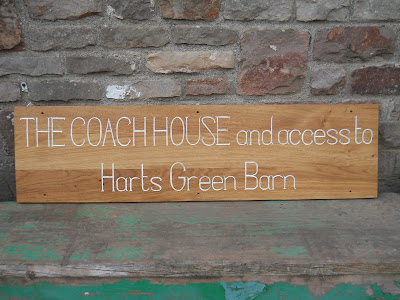 THE COACH HOUSE and access to
Harts Green Barn